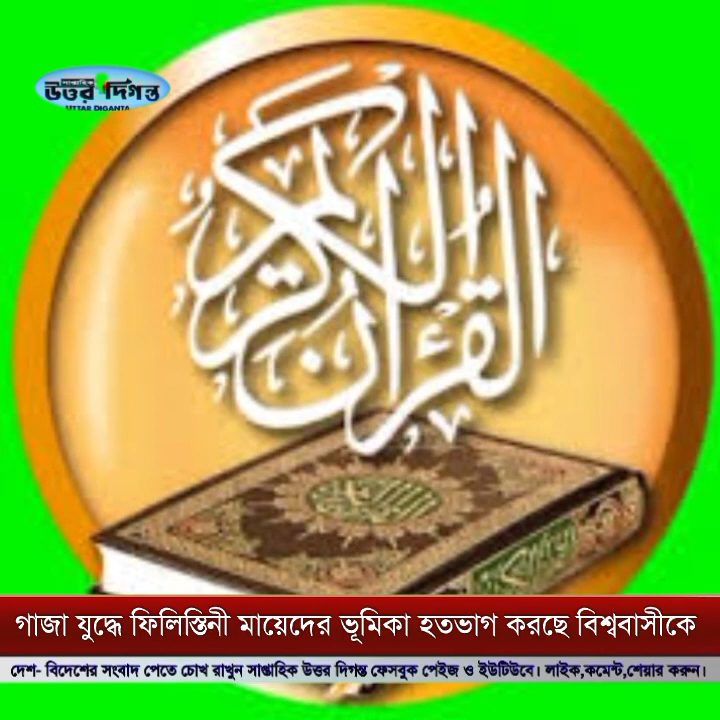 সাপ্তাহিক
উত্তর দিগন্ত
UTTAR DIGANTA
القرآن الكريم
গাজা যুদ্ধে ফিলিস্তিনী মায়েদের ভূমিকা হতভাগ করছে বিশ্ববাসীকে
দেশ- বিদেশের সংবাদ পেতে চোখ রাখুন সাপ্তাহিক উত্তর দিগন্ত ফেসবুক পেইজ ও ইউটিউবে। লাইক,কমেন্ট,শেয়ার করুন।